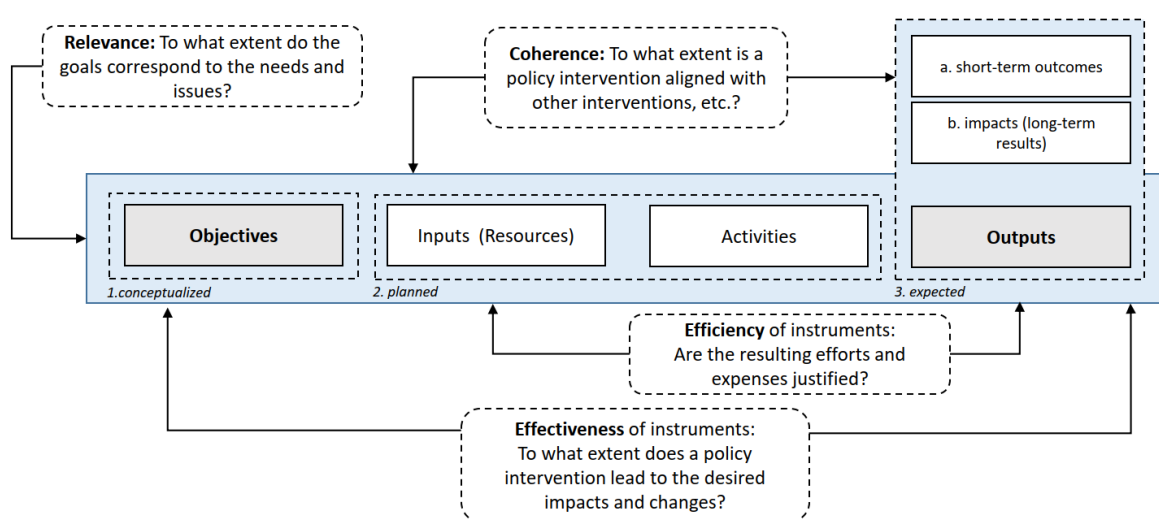 Relevance: To what extent do the
goals correspond to the needs and
issues?
Coherence: To what extent is a
policy intervention aligned with
other interventions, etc.?
a. short-term outcomes
b. impacts (long-term
results)
Objectives
Inputs (Resources)
Activities
Outputs
1.conceptualized
2. planned
3. expected
Efficiency of instruments:
Are the resulting efforts and
expenses justified?
Effectiveness of instruments:
To what extent does a policy
intervention lead to the desired
impacts and changes?